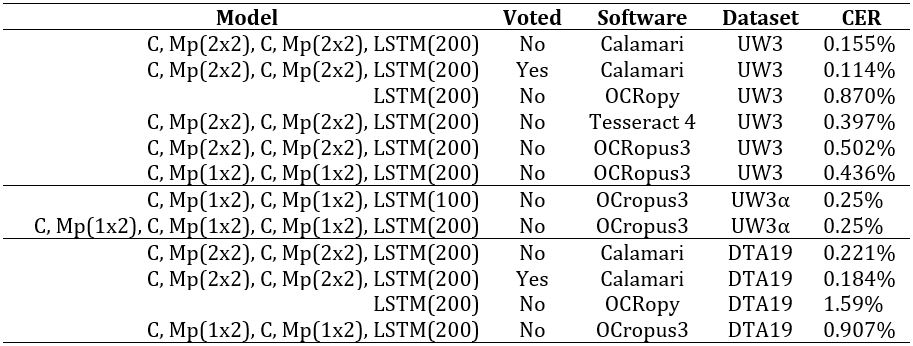 Model Voted Software Dataset CER
C, Mp(2x2), C, Mp(2x2), LSTM(200) No Calamari UW3 0.155%
C, Mp(2x2), C, Mp(2x2), LSTM(200) Yes Calamari UW3 0.114%
LSTM(200) No OCRopy UW3 0.870%
C, Mp(2x2), C, Mp(2x2), LSTM(200) No Tesseract 4 UW3 0.397%
C, Mp(2x2), C, Mp(2x2), LSTM(200) No OCRopus3 UW3 0.502%
C, Mp(1x2), C, Mp(1x2), LSTM(200) No OCRopus3 UW3 0.436%
C, Mp(1x2), C, Mp(1x2), LSTM(100) No OCropus3 UW3α 0.25%
C, Mp(1x2), C, Mp(1x2), C, Mp(1x2), LSTM(200) No OCropus3 UW3α 0.25%
C, Mp(2x2), C, Mp(2x2), LSTM(200) No Calamari DTA19 0.221%
C, Mp(2x2), C, Mp(2x2), LSTM(200) Yes Calamari DTA19 0.184%
LSTM(200) No OCRopy DTA19 1.59%
C, Mp(1x2), C, Mp(1x2), LSTM(200) No OCropus3 DTA19 0.907%